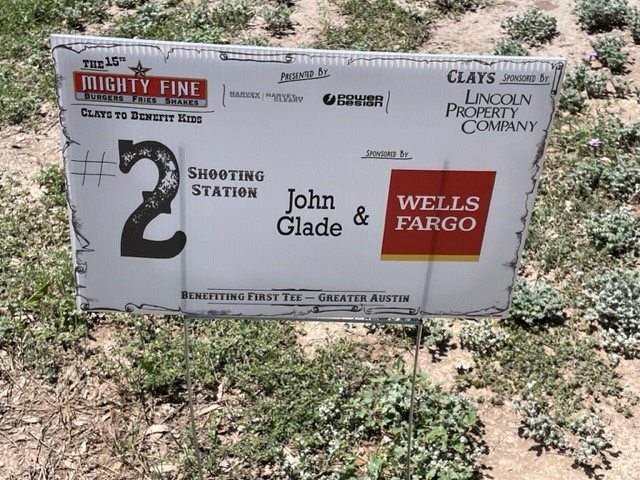 THE 15TH
MIGHTY FINE
BURGERS FRIES SHAKES
CLAYS TO BENEFIT KIDS
PRESENTED BY
HARVEY | HARVEY CLEARY
POWER DESIGN
CLAYS SPONSORED BY
LINCOLN
PROPERTY
COMPANY
#2
SHOOTING
STATION
SPONSORED BY
John
Glade &
WELLS
FARGO
BENEFITING FIRST TEE — GREATER AUSTIN